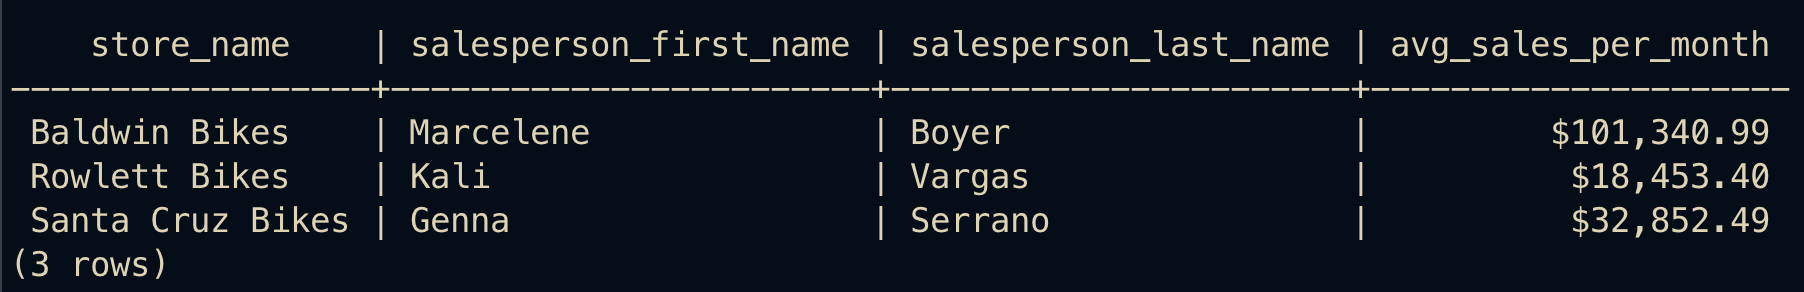 store_name | salesperson_first_name | salesperson_last_name | avg_sales_per_month
------------------+------------------------+-----------------------+---------------------
Baldwin Bikes | Marcelene | Boyer | $101,340.99
Rowlett Bikes | Kali | Vargas | $18,453.40
Santa Cruz Bikes | Genna | Serrano | $32,852.49
(3 rows)